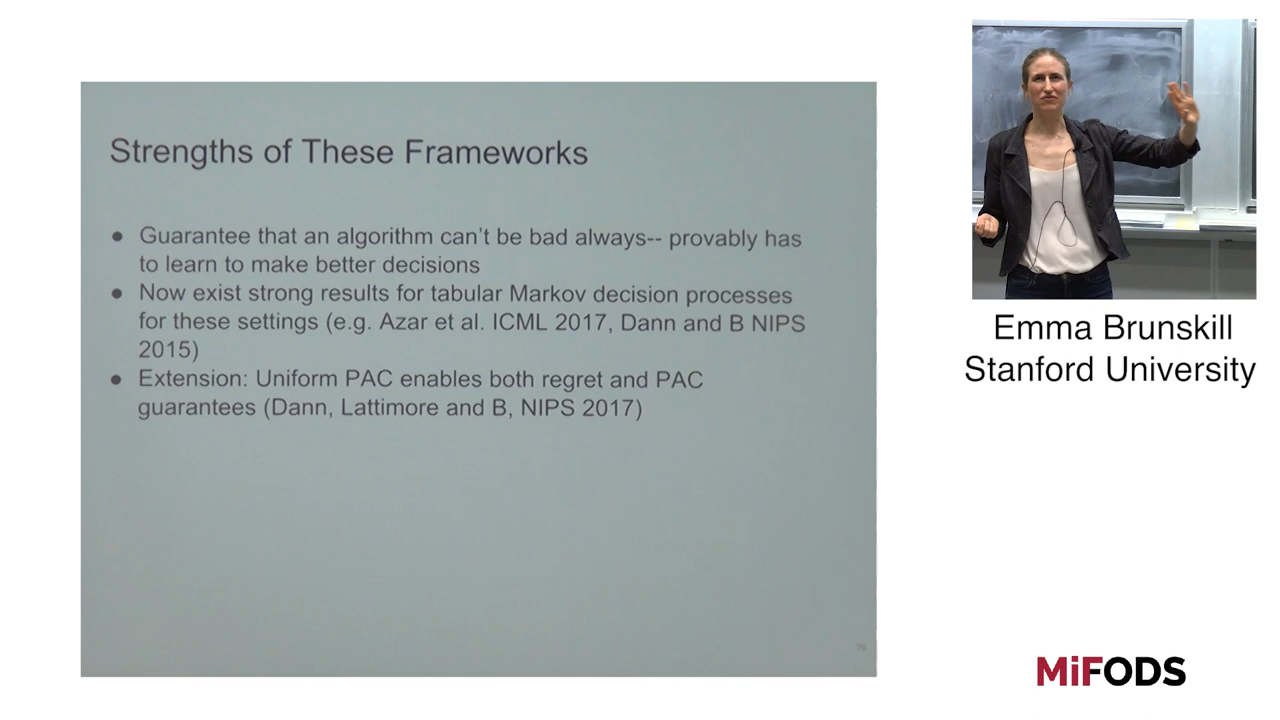 Strengths of These Frameworks
● Guarantee that an algorithm can't be bad always-- provably has
to learn to make better decisions
● Now exist strong results for tabular Markov decision processes
for these settings (e.g. Azar et al. ICML 2017, Dann and B NIPS
2015)
● Extension: Uniform PAC enables both regret and PAC
guarantees (Dann, Lattimore and B, NIPS 2017)
Emma Brunskill
Stanford University
MiFODS